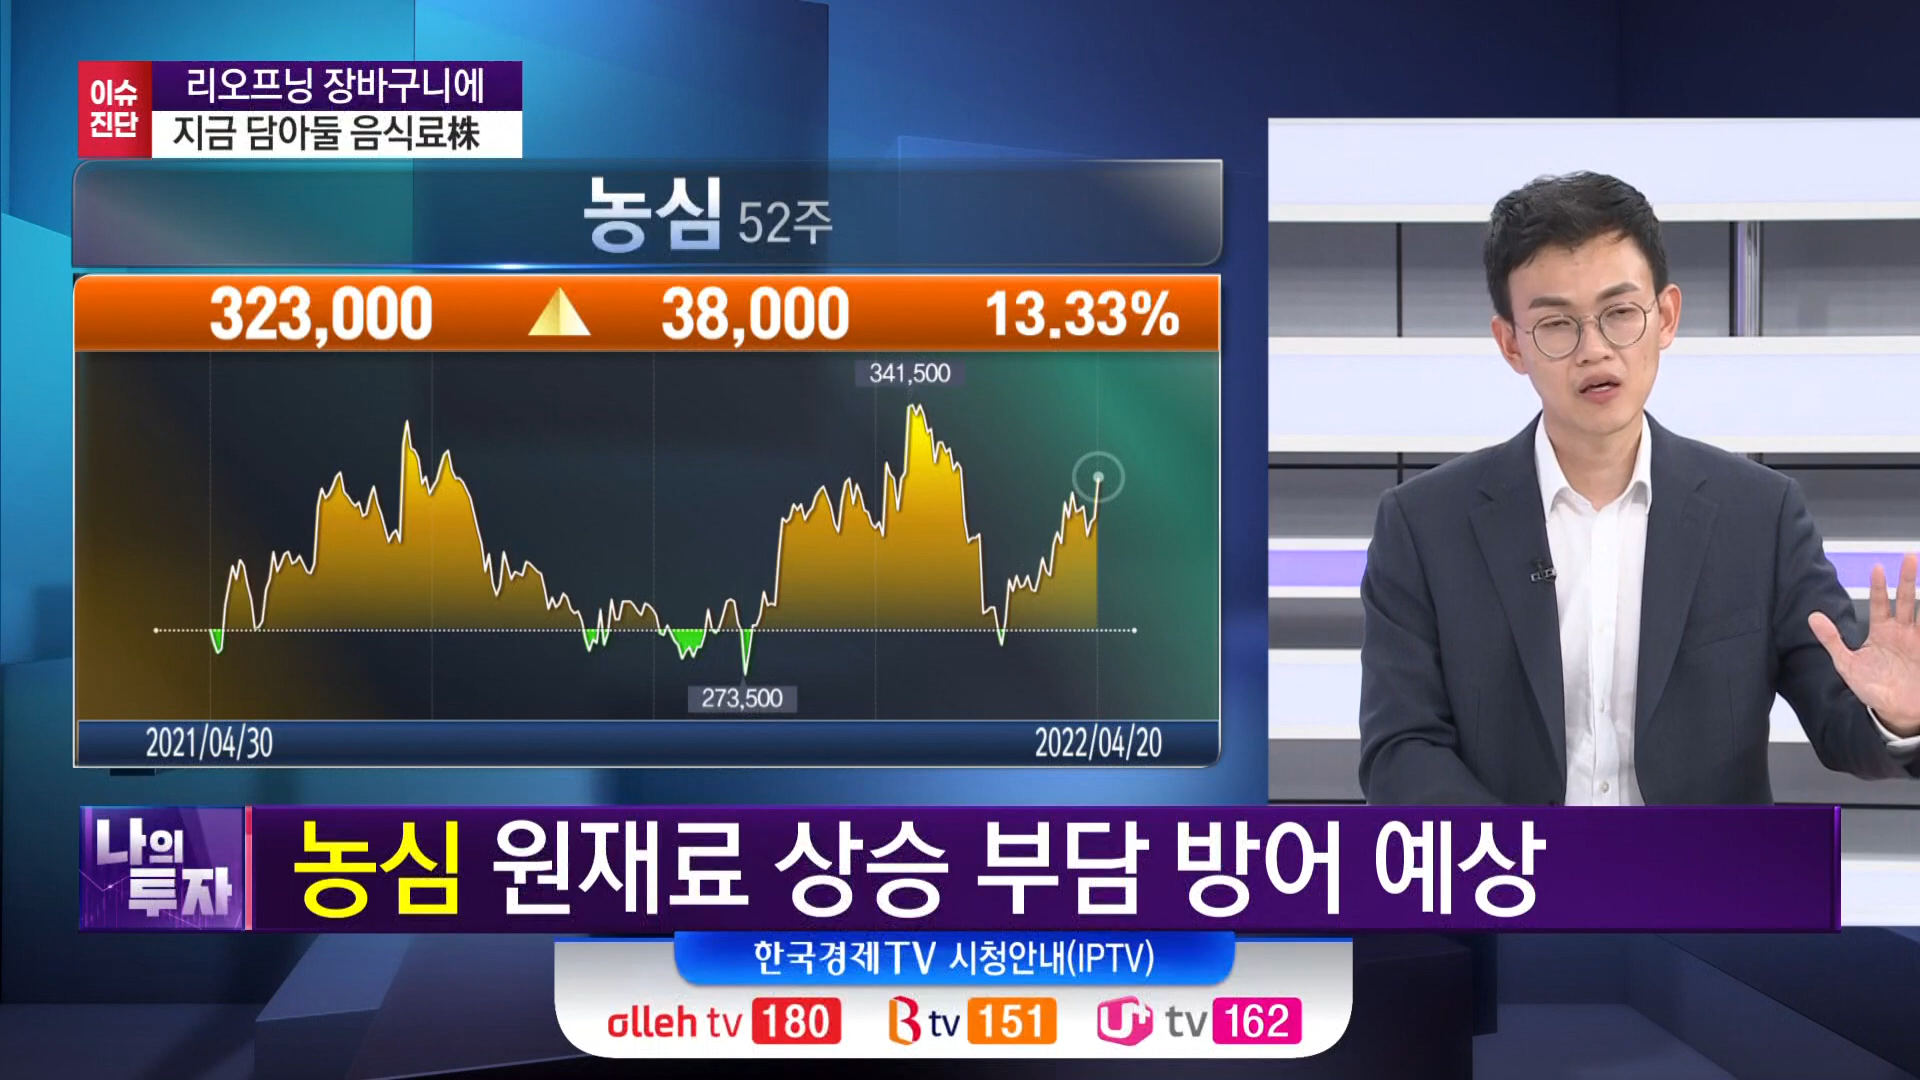 이슈
진단
리오프닝 장바구니에
지금 담아둘 음식료株
농심 52주
323,000 ▲ 38,000 13.33%
341,500
273,500
2021/04/30 2022/04/20
나의
투자
농심 원재료 상승 부담 방어 예상
한국경제TV 시청안내(IPTV)
olleh tv 180 B tv 151 U+ tv 162